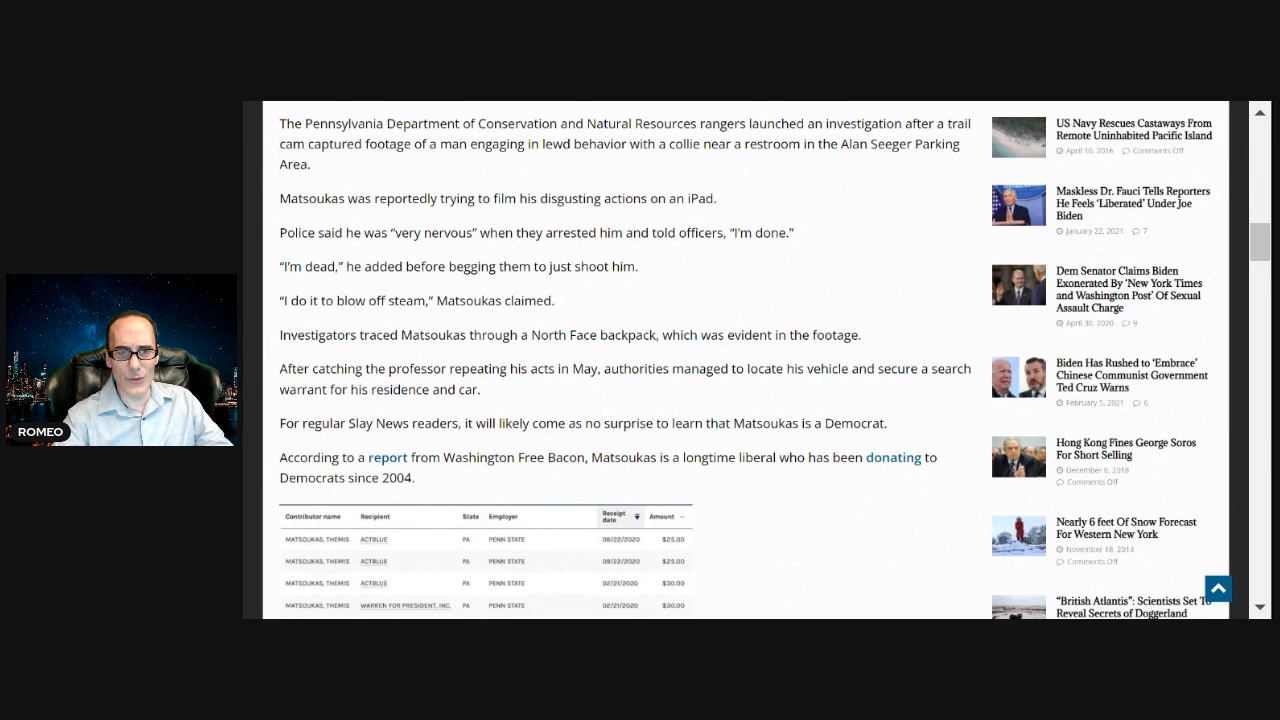 The Pennsylvania Department of Conservation and Natural Resources rangers launched an investigation after a trail
cam captured footage of a man engaging in lewd behavior with a collie near a restroom in the Alan Seeger Parking
Area.
Matsoukas was reportedly trying to film his disgusting actions on an iPad.
Police said he was “very nervous” when they arrested him and told officers, “I’m done.”
“I’m dead,” he added before begging them to just shoot him.
“I do it to blow off steam,” Matsoukas claimed.
Investigators traced Matsoukas through a North Face backpack, which was evident in the footage.
After catching the professor repeating his acts in May, authorities managed to locate his vehicle and secure a search
warrant for his residence and car.
For regular Slay News readers, it will likely come as no surprise to learn that Matsoukas is a Democrat.
According to a report from Washington Free Bacon, Matsoukas is a longtime liberal who has been donating to
Democrats since 2004.
Contributor name Recipient State Employer Receipt date Amount
MATSOUKAS, THEMIS ACTBLUE PA PENN STATE 09/22/2020 $25.00
MATSOUKAS, THEMIS ACTBLUE PA PENN STATE 09/22/2020 $25.00
MATSOUKAS, THEMIS ACTBLUE PA PENN STATE 02/21/2020 $30.00
MATSOUKAS, THEMIS WARREN FOR PRESIDENT, INC. PA PENN STATE 02/21/2020 $30.00
US Navy Rescues Castaways From
Remote Uninhabited Pacific Island
April 10, 2016 Comments Off
Maskless Dr. Fauci Tells Reporters
He Feels ‘Liberated’ Under Joe
Biden
January 22, 2021 7
Dem Senator Claims Biden
Exonerated By ‘New York Times
and Washington Post’ Of Sexual
Assault Charge
April 30, 2020 9
Biden Has Rushed to ‘Embrace’
Chinese Communist Government
Ted Cruz Warns
February 5, 2021 6
Hong Kong Fines George Soros
For Short Selling
December 6, 2018
Comments Off
Nearly 6 feet Of Snow Forecast
For Western New York
November 18, 2014
Comments Off
“British Atlantis”: Scientists Set To
Reveal Secrets of Doggerland
ROMEO